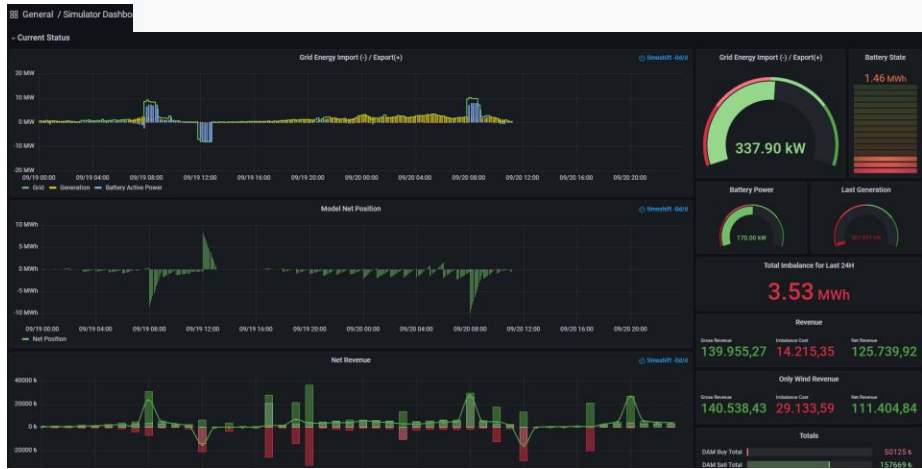 General / Simulator Dashbo
Current Status
Grid Energy Import (-) / Export(+)
timeshift -0d/d
20 MW
10 MW
0 MW
-10 MW
-20 MW
09/19 00:00 09/19 04:00 09/19 08:00 09/19 12:00 09/19 16:00 09/19 20:00 09/20 00:00 09/20 04:00 09/20 08:00 09/20 12:00 09/20 16:00 09/20 20:00
Grid Generation Battery Active Power
Model Net Position
timeshift -0d/d
10 MWh
5 MWh
0 MWh
-5 MWh
-10 MWh
09/19 00:00 09/19 04:00 09/19 08:00 09/19 12:00 09/19 16:00 09/19 20:00 09/20 00:00 09/20 04:00 09/20 08:00 09/20 12:00 09/20 16:00 09/20 20:00
Net Position
Net Revenue
timeshift -0d/d
40000 ₺
20000 ₺
0 ₺
20000 ₺
Grid Energy Import (-) / Export(+)
337.90 kW
Battery State
1.46 MWh
Battery Power
170.00 kW
Last Generation
Total Imbalance for Last 24H
3.53 MWh
Revenue
Gross Revenue Imbalance Cost Net Revenue
139.955,27 14.215,35 125.739,92
Only Wind Revenue
Gross Revenue Imbalance Cost Net Revenue
140.538,43 29.133,59 111.404,84
Totals
DAM Buy Total 50125 ₺
DAM Sell Total 157669 ₺